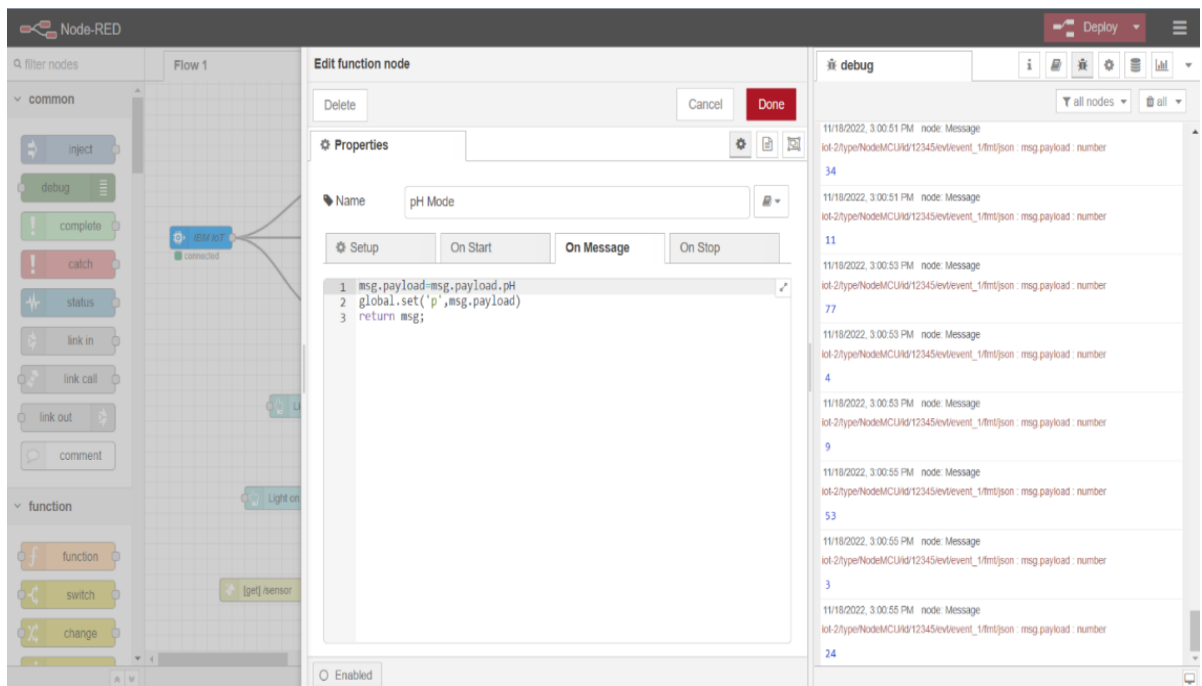 Node-RED
Deploy
filter nodes
Flow 1
common
inject
debug
complete
catch
status
link in
link call
link out
comment
function
function
switch
change
IBM IoT
connected
Light on
[get] /sensor
Edit function node
Delete
Cancel
Done
Properties
Name
pH Mode
Setup
On Start
On Message
On Stop
1 msg.payload=msg.payload.pH
2 global.set('p',msg.payload)
3 return msg;
Enabled
debug
i
all nodes
all
11/18/2022, 3:00:51 PM node: Message
iot-2/type/NodeMCU/id/12345/evt/event_1/fmt/json : msg.payload : number
34
11/18/2022, 3:00:51 PM node: Message
iot-2/type/NodeMCU/id/12345/evt/event_1/fmt/json : msg.payload : number
11
11/18/2022, 3:00:53 PM node: Message
iot-2/type/NodeMCU/id/12345/evt/event_1/fmt/json : msg.payload : number
77
11/18/2022, 3:00:53 PM node: Message
iot-2/type/NodeMCU/id/12345/evt/event_1/fmt/json : msg.payload : number
4
11/18/2022, 3:00:53 PM node: Message
iot-2/type/NodeMCU/id/12345/evt/event_1/fmt/json : msg.payload : number
9
11/18/2022, 3:00:55 PM node: Message
iot-2/type/NodeMCU/id/12345/evt/event_1/fmt/json : msg.payload : number
53
11/18/2022, 3:00:55 PM node: Message
iot-2/type/NodeMCU/id/12345/evt/event_1/fmt/json : msg.payload : number
3
11/18/2022, 3:00:55 PM node: Message
iot-2/type/NodeMCU/id/12345/evt/event_1/fmt/json : msg.payload : number
24